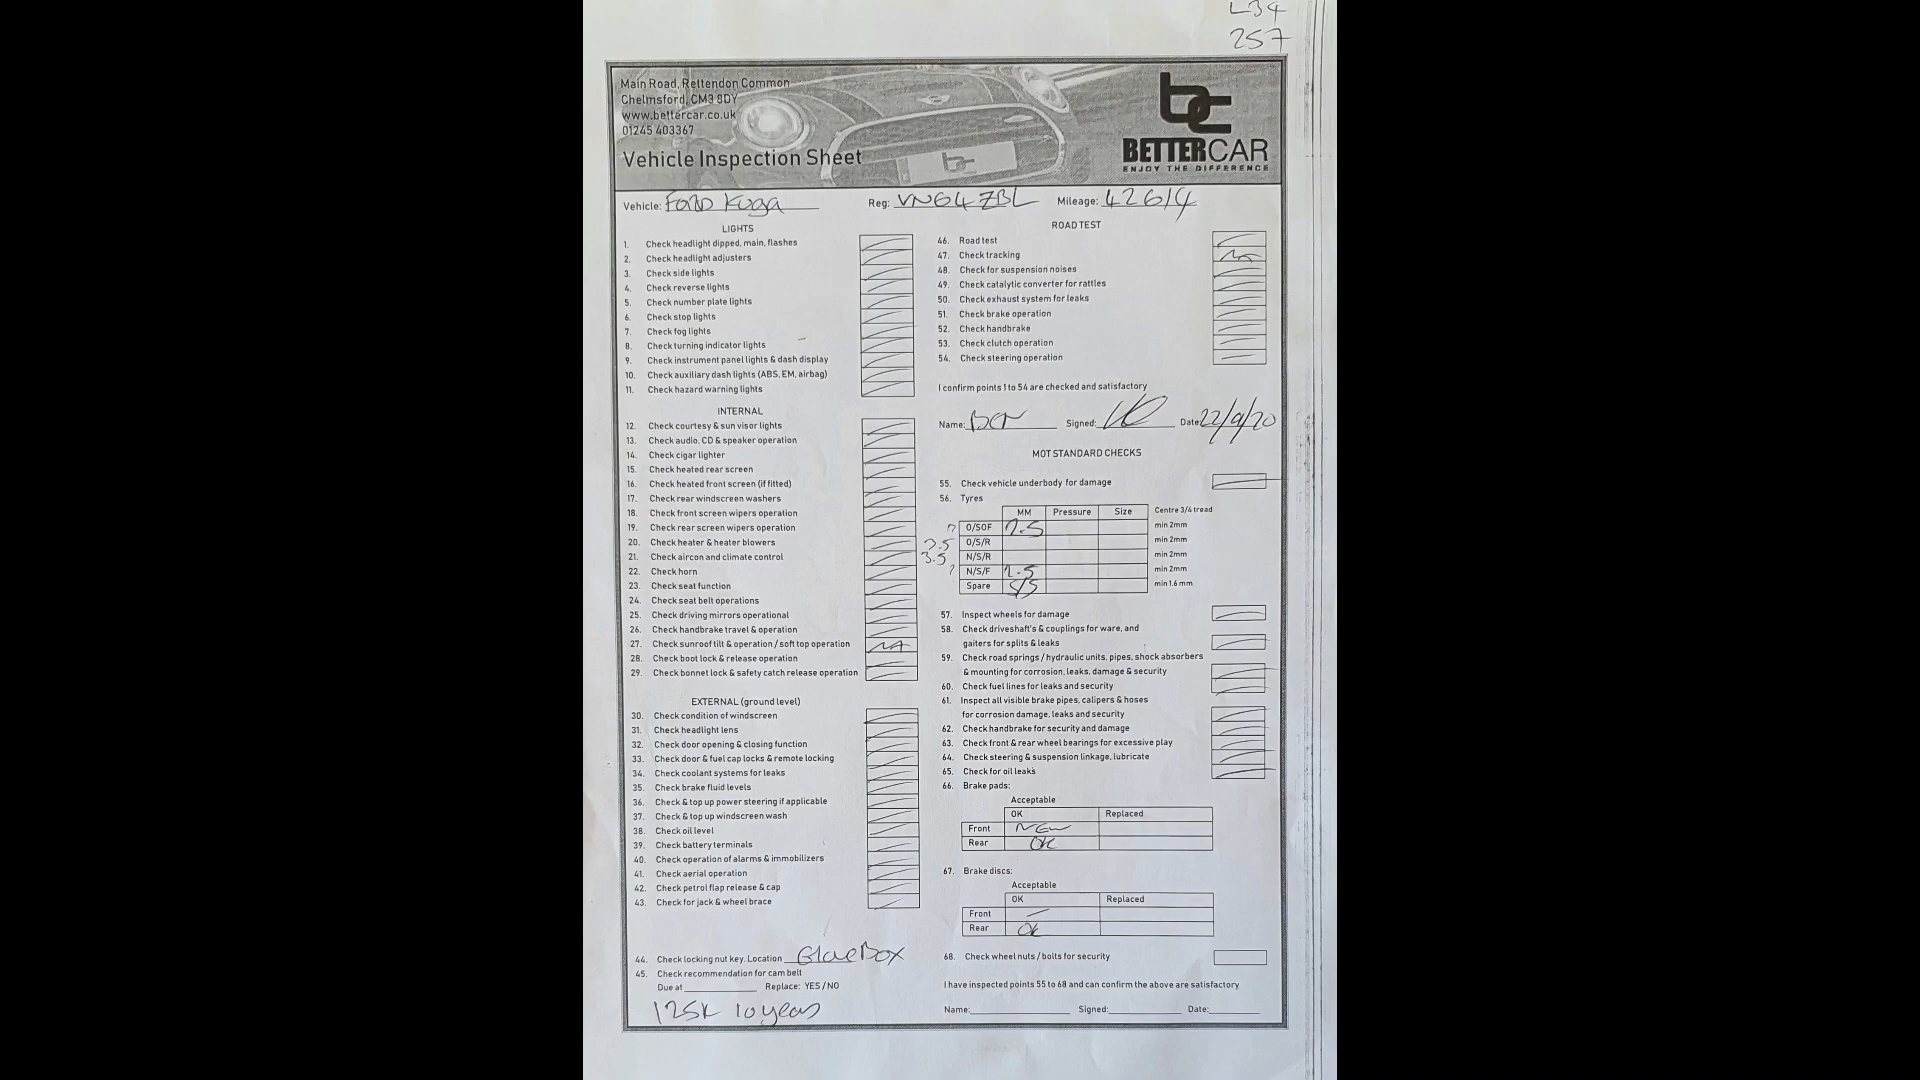 L34
257
Main Road, Rettendon Common
Chelmsford, CM3 8DY
www.bettercar.co.uk
01245 403367
Vehicle Inspection Sheet
bc
BETTERCAR
ENJOY THE DIFFERENCE
Vehicle: FORD KUGA Reg: VN64 ZBL Mileage: 42614
LIGHTS
1. Check headlight dipped, main, flashes
2. Check headlight adjusters
3. Check side lights
4. Check reverse lights
5. Check number plate lights
6. Check stop lights
7. Check fog lights
8. Check turning indicator lights
9. Check instrument panel lights & dash display
10. Check auxiliary dash lights (ABS, EM, airbag)
11. Check hazard warning lights
INTERNAL
12. Check courtesy & sun visor lights
13. Check audio, CD & speaker operation
14. Check cigar lighter
15. Check heated rear screen
16. Check heated front screen (if fitted)
17. Check rear windscreen washers
18. Check front screen wipers operation
19. Check rear screen wipers operation
20. Check heater & heater blowers
21. Check aircon and climate control
22. Check horn
23. Check seat function
24. Check seat belt operations
25. Check driving mirrors operational
26. Check handbrake travel & operation
27. Check sunroof tilt & operation / soft top operation NA
28. Check boot lock & release operation
29. Check bonnet lock & safety catch release operation
EXTERNAL (ground level)
30. Check condition of windscreen
31. Check headlight lens
32. Check door opening & closing function
33. Check door & fuel cap locks & remote locking
34. Check coolant systems for leaks
35. Check brake fluid levels
36. Check & top up power steering if applicable
37. Check & top up windscreen wash
38. Check oil level
39. Check battery terminals
40. Check operation of alarms & immobilizers
41. Check aerial operation
42. Check petrol flap release & cap
43. Check for jack & wheel brace
44. Check locking nut key. Location GloveBox
45. Check recommendation for cam belt
Due at Replace: YES / NO
125K 10 years
ROAD TEST
46. Road test
47. Check tracking
48. Check for suspension noises
49. Check catalytic converter for rattles
50. Check exhaust system for leaks
51. Check brake operation
52. Check handbrake
53. Check clutch operation
54. Check steering operation
I confirm points 1 to 54 are checked and satisfactory
Name: Signed: Date: 22/9/20
MOT STANDARD CHECKS
55. Check vehicle underbody for damage
56. Tyres
MM Pressure Size Centre 3/4 tread
O/SOF min 2mm
O/S/R min 2mm
3.5 N/S/R min 2mm
N/S/F min 2mm
Spare S/S min 1.6 mm
57. Inspect wheels for damage
58. Check driveshaft's & couplings for ware, and
gaiters for splits & leaks
59. Check road springs / hydraulic units, pipes, shock absorbers
& mounting for corrosion, leaks, damage & security
60. Check fuel lines for leaks and security
61. Inspect all visible brake pipes, calipers & hoses
for corrosion damage, leaks and security
62. Check handbrake for security and damage
63. Check front & rear wheel bearings for excessive play
64. Check steering & suspension linkage, lubricate
65. Check for oil leaks
66. Brake pads:
Acceptable
OK Replaced
Front NEW
Rear OK
67. Brake discs:
Acceptable
OK Replaced
Front
Rear OK
68. Check wheel nuts / bolts for security
I have inspected points 55 to 68 and can confirm the above are satisfactory
Name: Signed: Date: